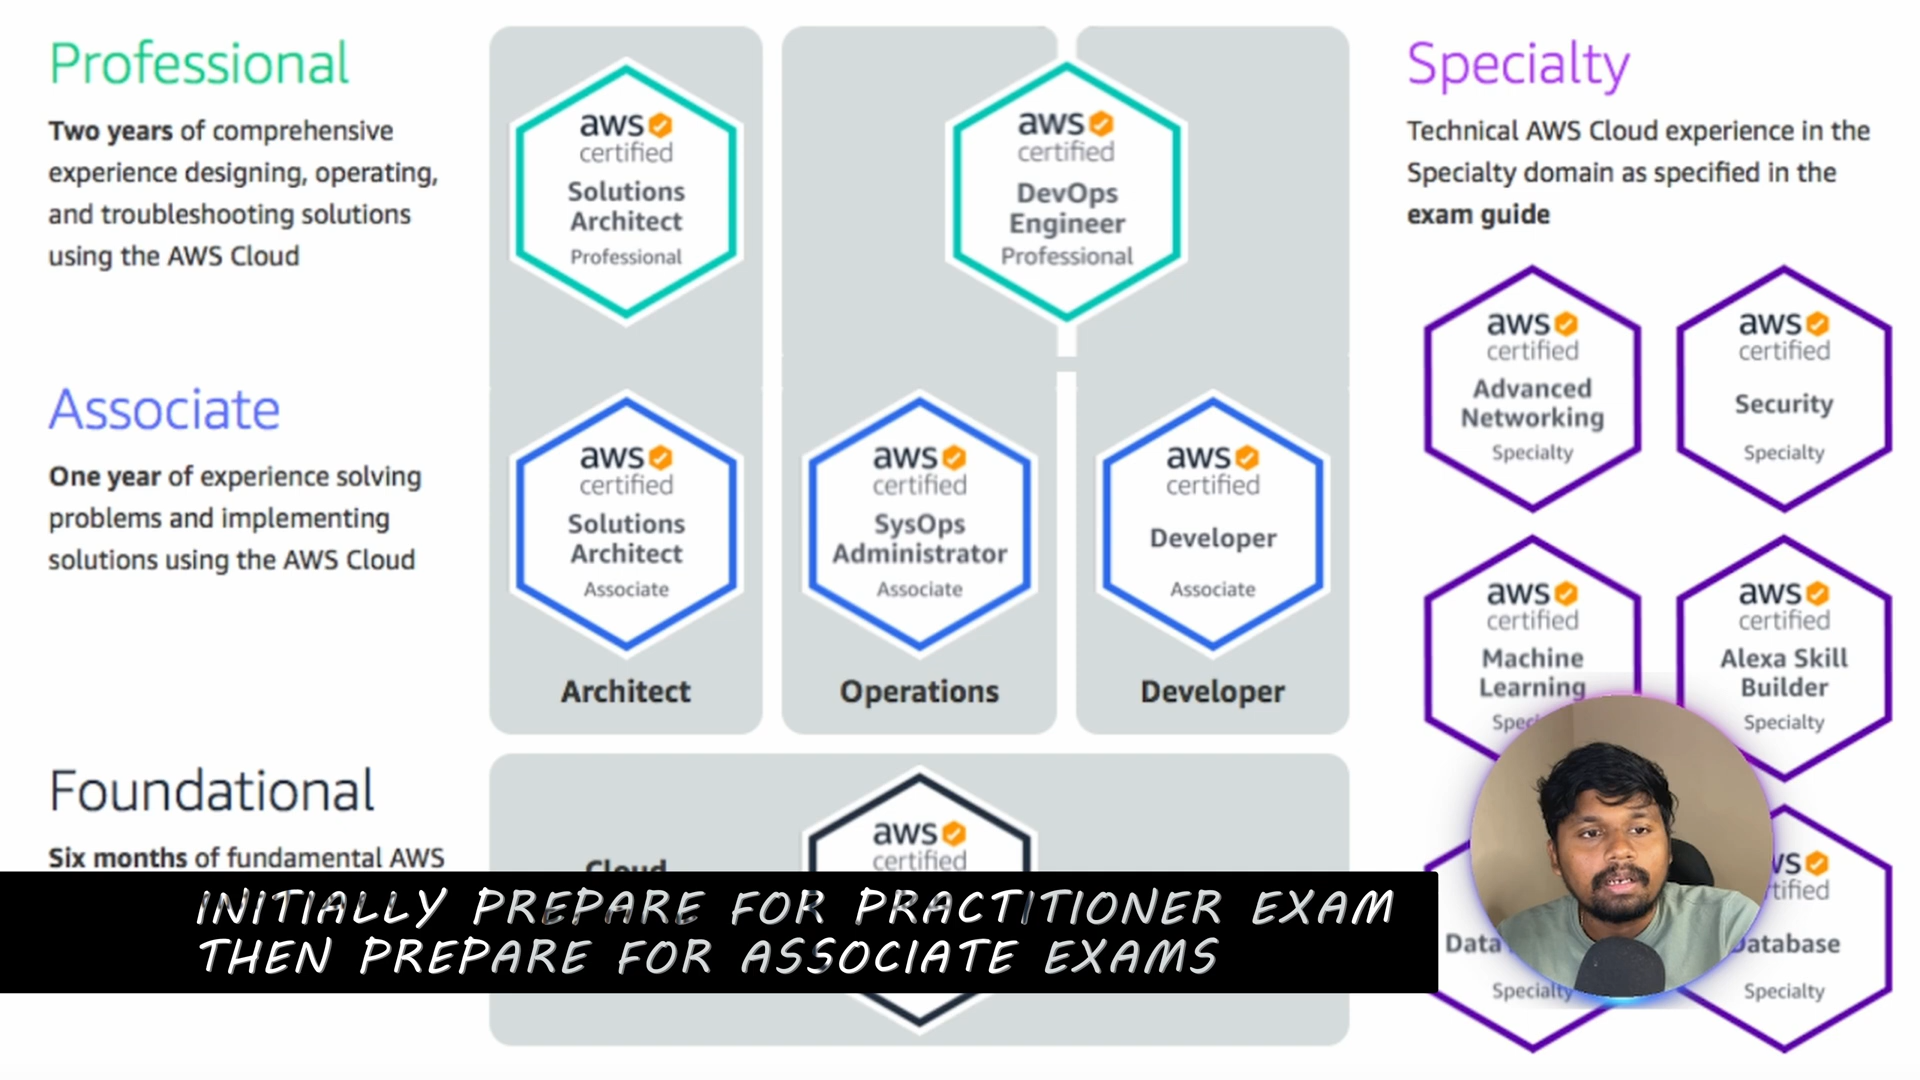 Professional
Two years of comprehensive
experience designing, operating,
and troubleshooting solutions
using the AWS Cloud
aws
certified
Solutions
Architect
Professional
aws
certified
DevOps
Engineer
Professional
Associate
One year of experience solving
problems and implementing
solutions using the AWS Cloud
aws
certified
Solutions
Architect
Associate
aws
certified
SysOps
Administrator
Associate
aws
certified
Developer
Associate
Architect
Operations
Developer
Foundational
Six months of fundamental AWS
Cloud
aws
certified
INITIALLY PREPARE FOR PRACTITIONER EXAM
THEN PREPARE FOR ASSOCIATE EXAMS
Specialty
Technical AWS Cloud experience in the
Specialty domain as specified in the
exam guide
aws
certified
Advanced
Networking
Specialty
aws
certified
Security
Specialty
aws
certified
Machine
Learning
aws
certified
Alexa Skill
Builder
Specialty
Data
Specialty
Database
Specialty